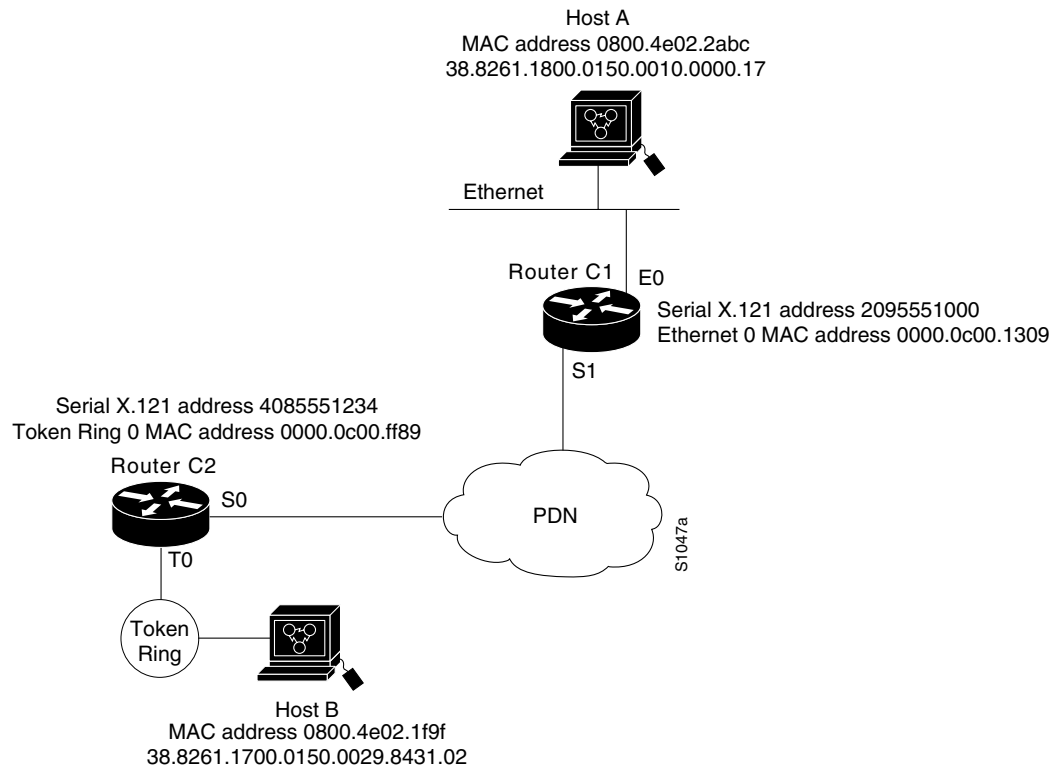 Host A
MAC address 0800.4e02.2abc
38.8261.1800.0150.0010.0000.17
Ethernet
Router C1
E0
Serial X.121 address 2095551000
Ethernet 0 MAC address 0000.0c00.1309
S1
Serial X.121 address 4085551234
Token Ring 0 MAC address 0000.0c00.ff89
Router C2
S0
PDN
S1047a
T0
Token
Ring
Host B
MAC address 0800.4e02.1f9f
38.8261.1700.0150.0029.8431.02